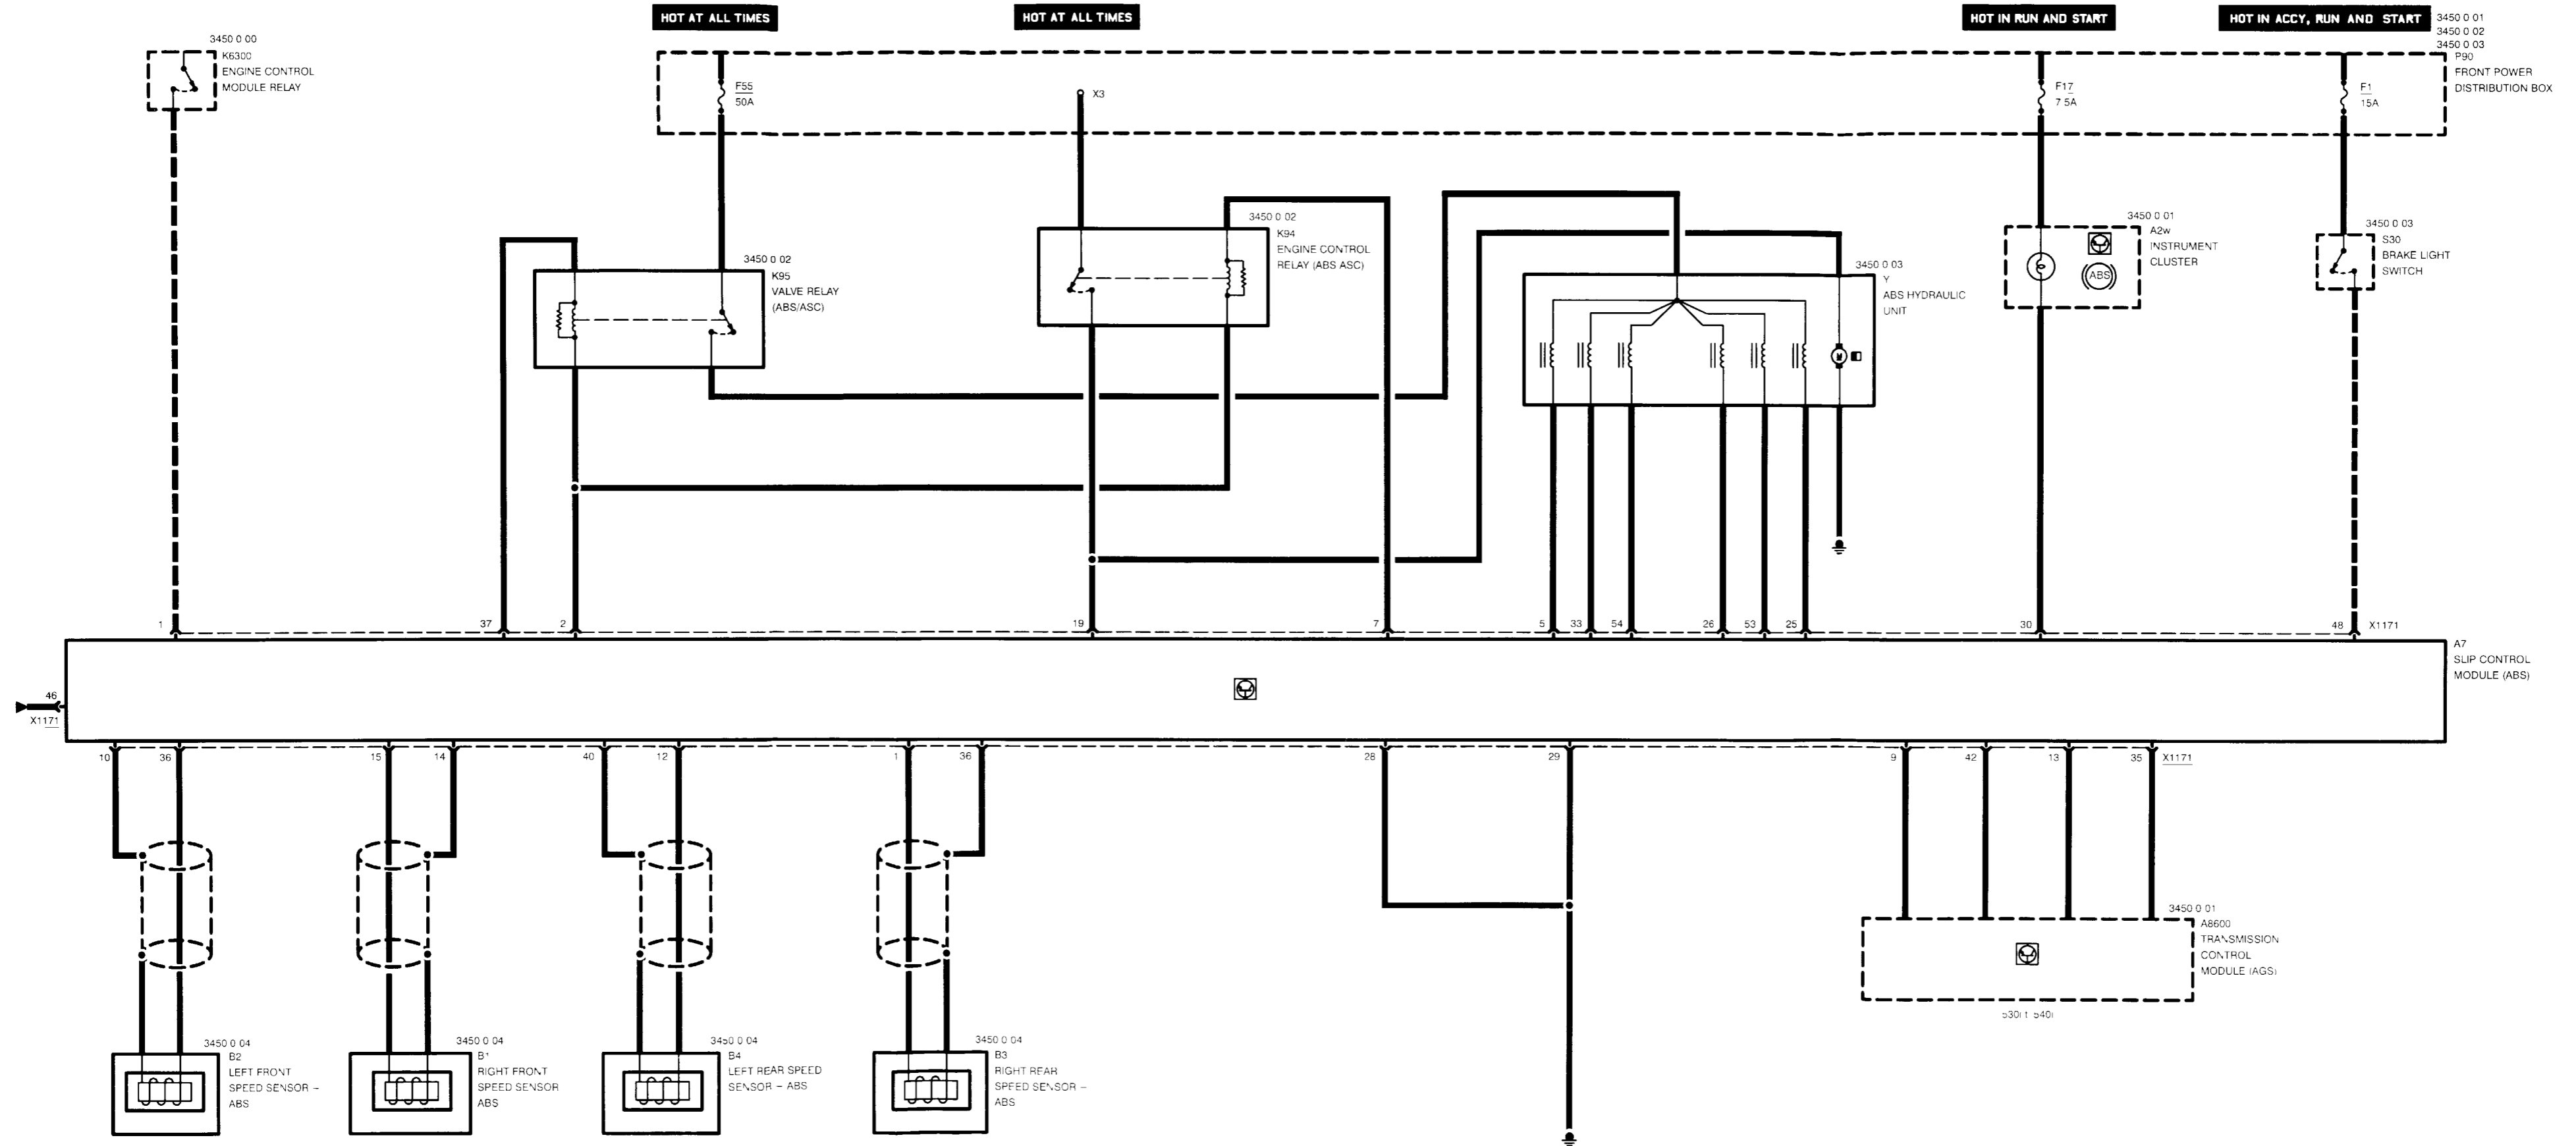 HOT AT ALL TIMES
HOT AT ALL TIMES
HOT IN RUN AND START
HOT IN ACCY, RUN AND START
3450 0 01
3450 0 02
3450 0 03
P90
FRONT POWER
DISTRIBUTION BOX
3450 0 00
K6300
ENGINE CONTROL
MODULE RELAY
F55
50A
X3
F17
7 5A
F1
15A
3450 0 02
K95
VALVE RELAY
(ABS/ASC)
3450 0 02
K94
ENGINE CONTROL
RELAY (ABS ASC)
3450 0 03
Y
ABS HYDRAULIC
UNIT
M
3450 0 01
A2w
INSTRUMENT
CLUSTER
ABS
3450 0 03
S30
BRAKE LIGHT
SWITCH
1
37
2
19
7
5
33
54
26
53
25
30
48
X1171
A7
SLIP CONTROL
MODULE (ABS)
46
X1171
10
36
15
14
40
12
1
36
28
29
9
42
13
35
X1171
3450 0 01
A8600
TRANSMISSION
CONTROL
MODULE (AGS)
3450 0 04
B2
LEFT FRONT
SPEED SENSOR –
ABS
3450 0 04
B1
RIGHT FRONT
SPEED SENSOR
ABS
3450 0 04
B4
LEFT REAR SPEED
SENSOR – ABS
3450 0 04
B3
RIGHT REAR
SPEED SENSOR –
ABS